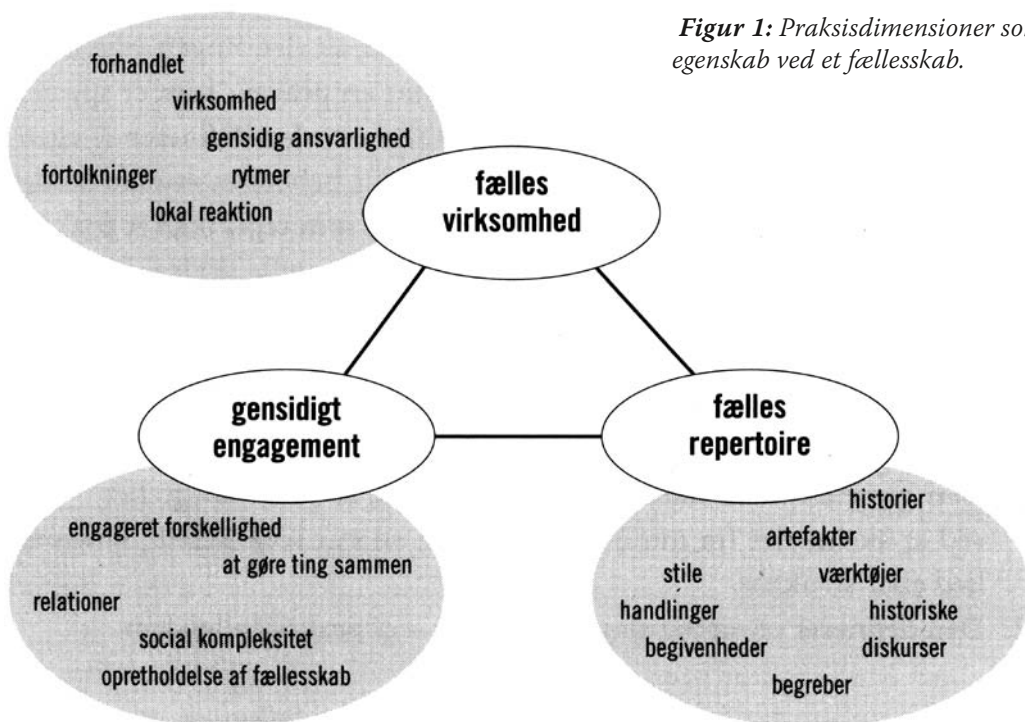 Figur 1: Praksisdimensioner so
egenskab ved et fællesskab.
forhandlet
virksomhed
gensidig ansvarlighed
fortolkninger rytmer
lokal reaktion
fælles
virksomhed
gensidigt
engagement
engageret forskellighed
at gøre ting sammen
relationer
social kompleksitet
opretholdelse af fællesskab
fælles
repertoire
historier
artefakter
stile værktøjer
handlinger historiske
begivenheder diskurser
begreber